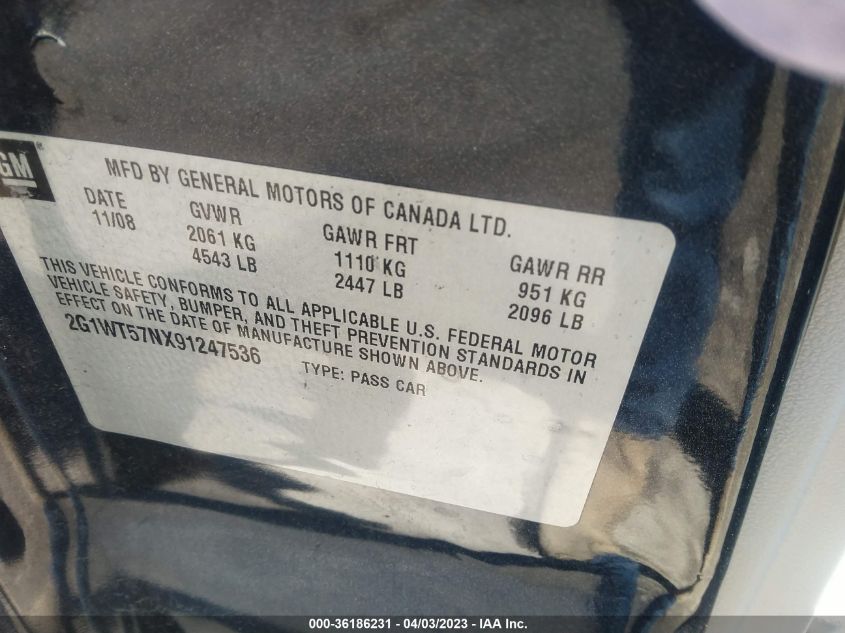 GM
MFD BY GENERAL MOTORS OF CANADA LTD.
DATE GVWR GAWR FRT GAWR RR
11/08 2061 KG 1110 KG 951 KG
4543 LB 2447 LB 2096 LB
THIS VEHICLE CONFORMS TO ALL APPLICABLE U.S. FEDERAL MOTOR
VEHICLE SAFETY, BUMPER, AND THEFT PREVENTION STANDARDS IN
EFFECT ON THE DATE OF MANUFACTURE SHOWN ABOVE.
2G1WT57NX91247536 TYPE: PASS CAR
000-36186231 - 04/03/2023 - IAA Inc.